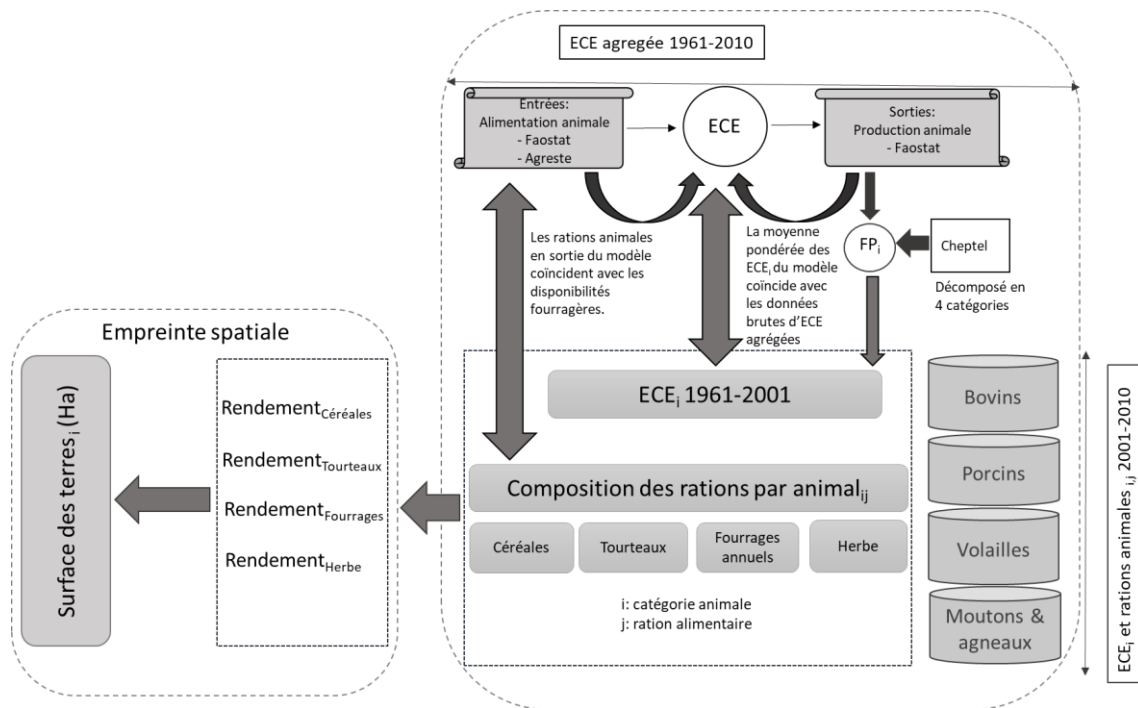 ECE agregée 1961-2010
Entrées:
Alimentation animale
- Faostat
- Agreste
ECE
Sorties:
Production animale
- Faostat
Les rations animales
en sortie du modèle
coïncident avec les
disponibilités
fourragères.
La moyenne
pondérée des
ECEi du modèle
coïncide avec
les données
brutes d'ECE
agrégées
FPi
Cheptel
Décomposé en
4 catégories
Empreinte spatiale
Surface des terres i (Ha)
RendementCéréales
RendementTourteaux
RendementFourrages
RendementHerbe
ECEi 1961-2001
Composition des rations par animalij
Céréales
Tourteaux
Fourrages
annuels
Herbe
i: catégorie animale
j: ration alimentaire
Bovins
Porcins
Volailles
Moutons &
agneaux
ECEi et rations animales i,j 2001-2010